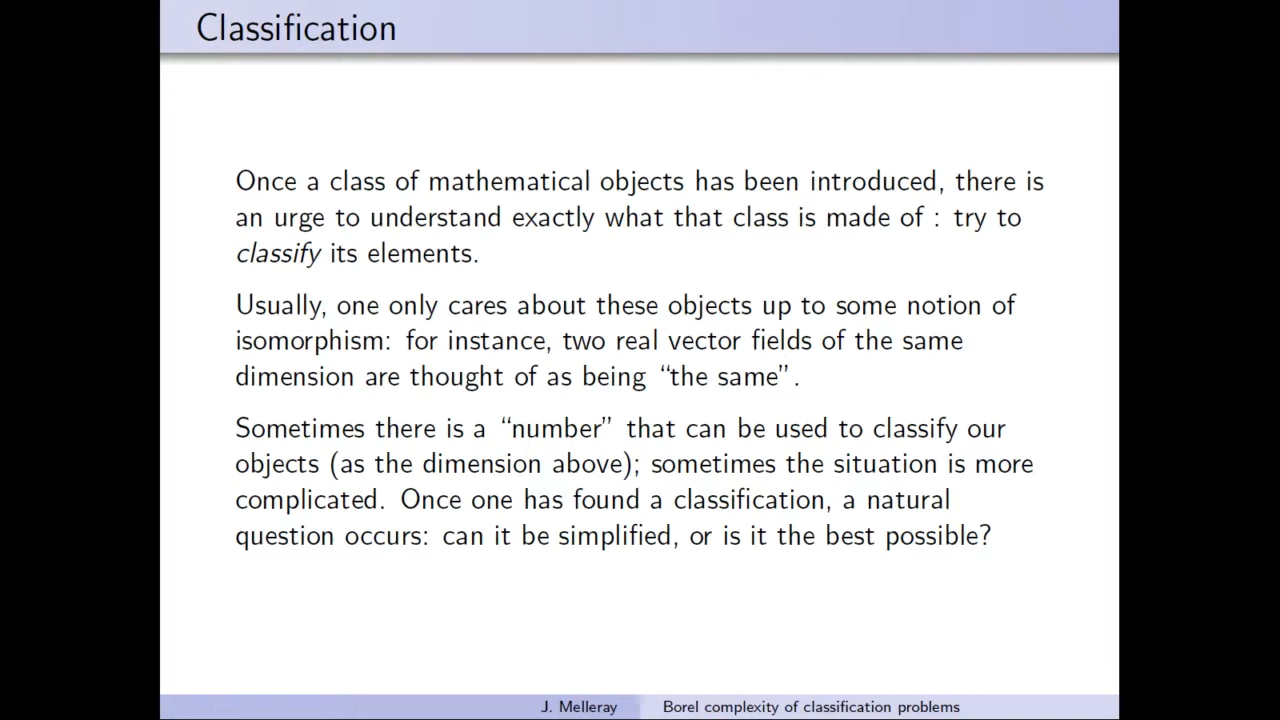 Classification
Once a class of mathematical objects has been introduced, there is
an urge to understand exactly what that class is made of : try to
classify its elements.
Usually, one only cares about these objects up to some notion of
isomorphism: for instance, two real vector fields of the same
dimension are thought of as being “the same”.
Sometimes there is a “number” that can be used to classify our
objects (as the dimension above); sometimes the situation is more
complicated. Once one has found a classification, a natural
question occurs: can it be simplified, or is it the best possible?
J. Melleray Borel complexity of classification problems